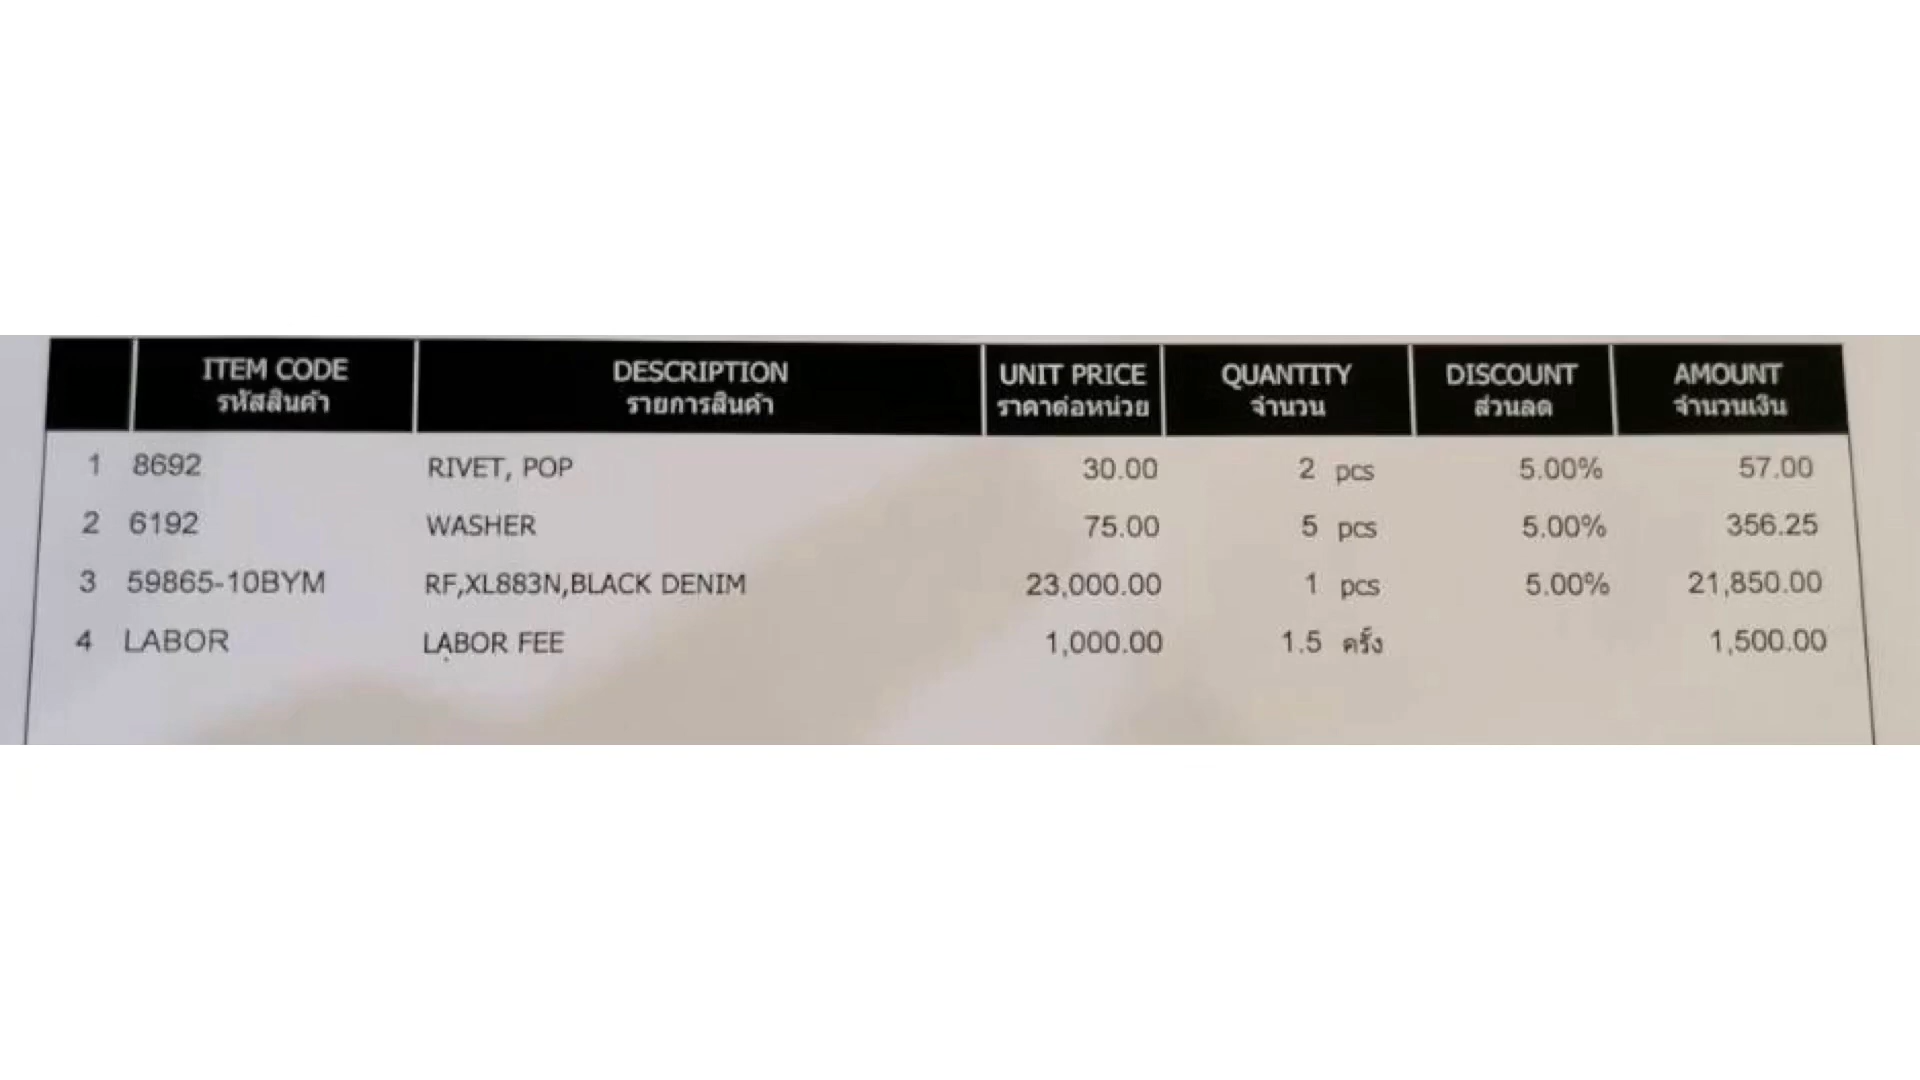 ITEM CODE DESCRIPTION UNIT PRICE QUANTITY DISCOUNT AMOUNT
รหัสสินค้า รายการสินค้า ราคาต่อหน่วย จำนวน ส่วนลด จำนวนเงิน
1 8692 RIVET, POP 30.00 2 pcs 5.00% 57.00
2 6192 WASHER 75.00 5 pcs 5.00% 356.25
3 59865-10BYM RF,XL883N,BLACK DENIM 23,000.00 1 pcs 5.00% 21,850.00
4 LABOR LABOR FEE 1,000.00 1.5 ครั้ง 1,500.00